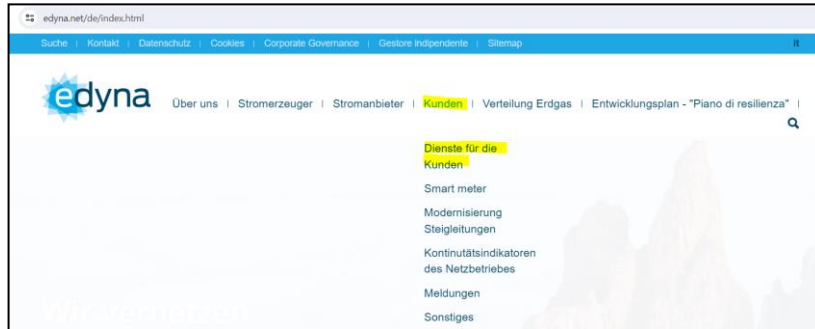 edyna.net/de/index.html
Suche | Kontakt | Datenschutz | Cookies | Corporate Governance | Gestore Indipendente | Sitemap
it
edyna
Über uns | Stromerzeuger | Stromanbieter | Kunden | Verteilung Erdgas | Entwicklungsplan - "Piano di resilienza" |
Dienste für die
Kunden
Smart meter
Modernisierung
Steigleitungen
Kontinutätsindikatoren
des Netzbetriebes
Meldungen
Sonstiges
Wir vernetzen